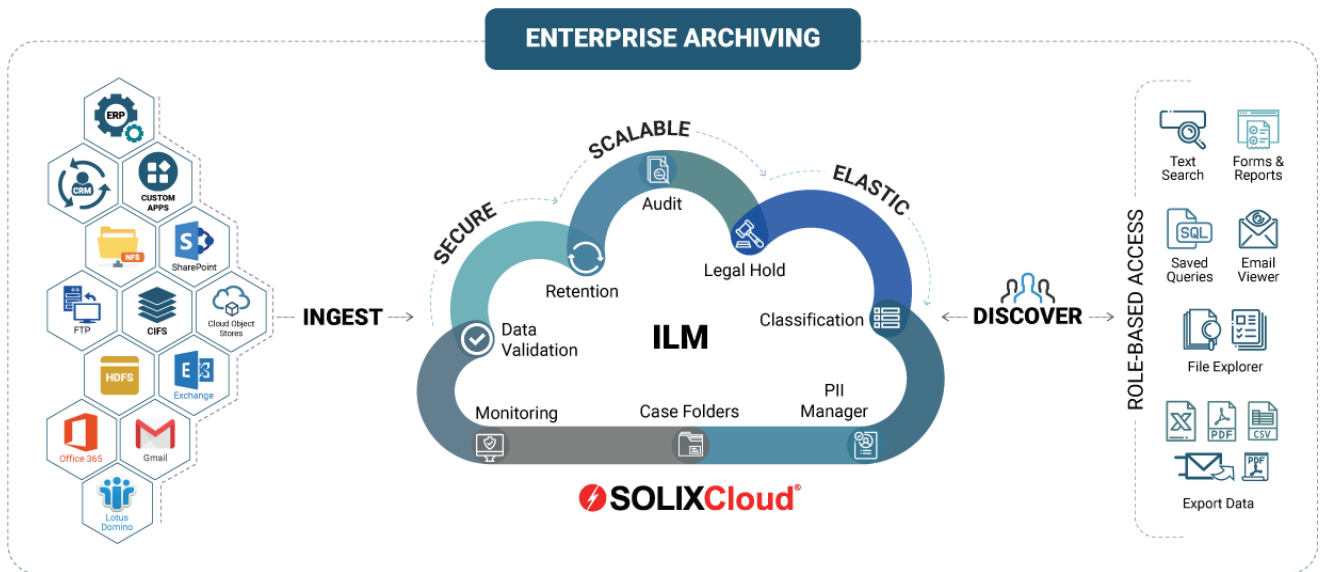 ENTERPRISE ARCHIVING
ERP
CRM
CUSTOM
APPS
NFS
S
SharePoint
FTP
CIFS
Cloud Object
Stores
HDFS
E
Exchange
Office 365
Gmail
Lotus
Domino
INGEST
SECURE
SCALABLE
ELASTIC
Audit
Retention
Legal Hold
Data
Validation
ILM
Classification
Monitoring
Case Folders
PII
Manager
SOLIXCloud®
DISCOVER
ROLE-BASED ACCESS
Text
Search
Forms &
Reports
SQL
Saved
Queries
Email
Viewer
File Explorer
X
PDF
CSV
PDF
Export Data